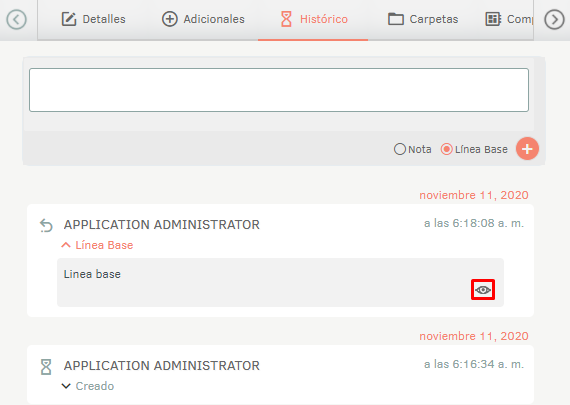 Detalles Adicionales Histórico Carpetas Comp
Nota Línea Base
noviembre 11, 2020
APPLICATION ADMINISTRATOR a las 6:18:08 a. m.
Línea Base
Linea base
noviembre 11, 2020
APPLICATION ADMINISTRATOR a las 6:16:34 a. m.
Creado